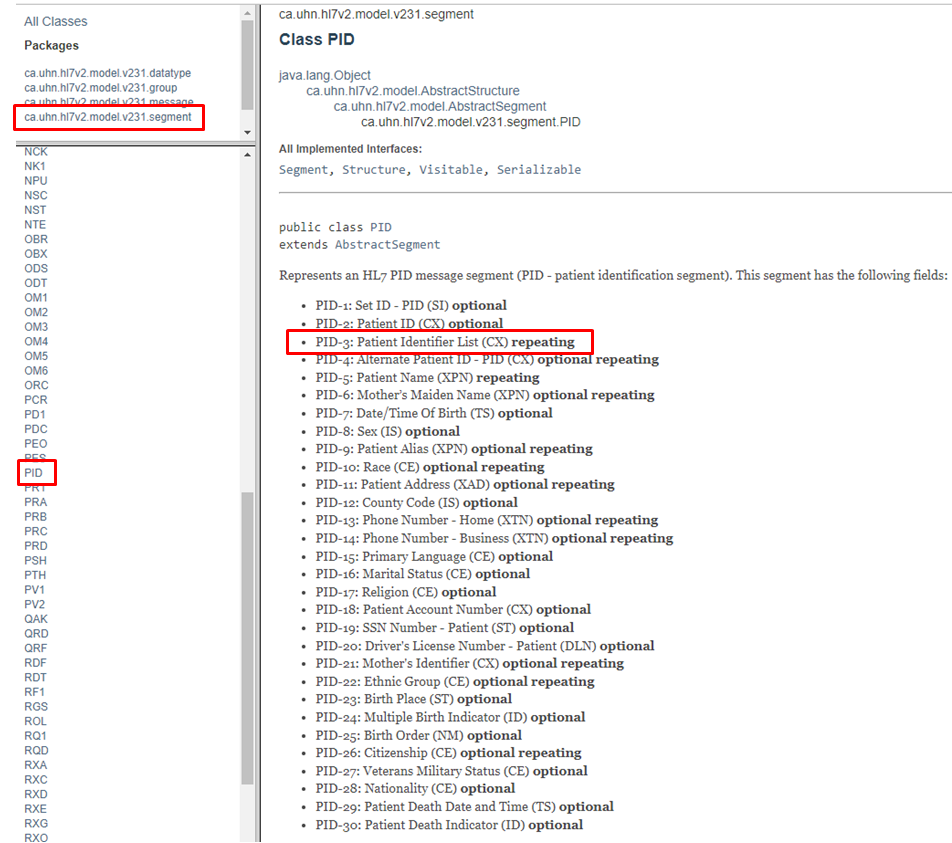 All Classes
Packages
ca.uhn.hl7v2.model.v231.datatype
ca.uhn.hl7v2.model.v231.group
ca.uhn.hl7v2.model.v231.message
ca.uhn.hl7v2.model.v231.segment
NCK
NK1
NPU
NSC
NST
NTE
OBR
OBX
ODS
ODT
OM1
OM2
OM3
OM4
OM5
OM6
ORC
PCR
PD1
PDC
PEO
PES
PID
PR1
PRA
PRB
PRC
PRD
PSH
PTH
PV1
PV2
QAK
QRD
QRF
RDF
RDT
RF1
RGS
ROL
RQ1
RQD
RXA
RXC
RXD
RXE
RXG
RXO
ca.uhn.hl7v2.model.v231.segment
Class PID
java.lang.Object
ca.uhn.hl7v2.model.AbstractStructure
ca.uhn.hl7v2.model.AbstractSegment
ca.uhn.hl7v2.model.v231.segment.PID
All Implemented Interfaces:
Segment, Structure, Visitable, Serializable
public class PID
extends AbstractSegment
Represents an HL7 PID message segment (PID - patient identification segment). This segment has the following fields:
• PID-1: Set ID - PID (SI) optional
• PID-2: Patient ID (CX) optional
• PID-3: Patient Identifier List (CX) repeating
• PID-4: Alternate Patient ID - PID (CX) optional repeating
• PID-5: Patient Name (XPN) repeating
• PID-6: Mother's Maiden Name (XPN) optional repeating
• PID-7: Date/Time Of Birth (TS) optional
• PID-8: Sex (IS) optional
• PID-9: Patient Alias (XPN) optional repeating
• PID-10: Race (CE) optional repeating
• PID-11: Patient Address (XAD) optional repeating
• PID-12: County Code (IS) optional
• PID-13: Phone Number - Home (XTN) optional repeating
• PID-14: Phone Number - Business (XTN) optional repeating
• PID-15: Primary Language (CE) optional
• PID-16: Marital Status (CE) optional
• PID-17: Religion (CE) optional
• PID-18: Patient Account Number (CX) optional
• PID-19: SSN Number - Patient (ST) optional
• PID-20: Driver's License Number - Patient (DLN) optional
• PID-21: Mother's Identifier (CX) optional repeating
• PID-22: Ethnic Group (CE) optional repeating
• PID-23: Birth Place (ST) optional
• PID-24: Multiple Birth Indicator (ID) optional
• PID-25: Birth Order (NM) optional
• PID-26: Citizenship (CE) optional repeating
• PID-27: Veterans Military Status (CE) optional
• PID-28: Nationality (CE) optional
• PID-29: Patient Death Date and Time (TS) optional
• PID-30: Patient Death Indicator (ID) optional